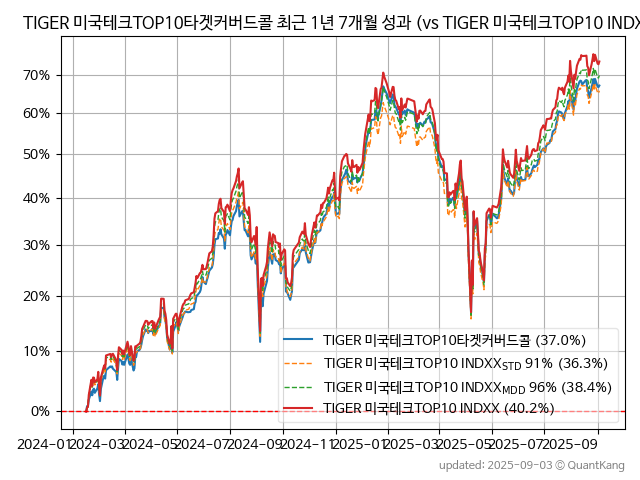 TIGER 미국테크TOP10타겟커버드콜 최근 1년 7개월 성과 (vs TIGER 미국테크TOP10 INDX
70%
60%
50%
40%
30%
20%
10%
0%
TIGER 미국테크TOP10타겟커버드콜 (37.0%)
TIGER 미국테크TOP10 INDXX STD 91% (36.3%)
TIGER 미국테크TOP10 INDXX MDD 96% (38.4%)
TIGER 미국테크TOP10 INDXX (40.2%)
2024-01 2024-03 2024-05 2024-07 2024-09 2024-11 2025-01 2025-03 2025-05 2025-07 2025-09
updated: 2025-09-03 © QuantKang